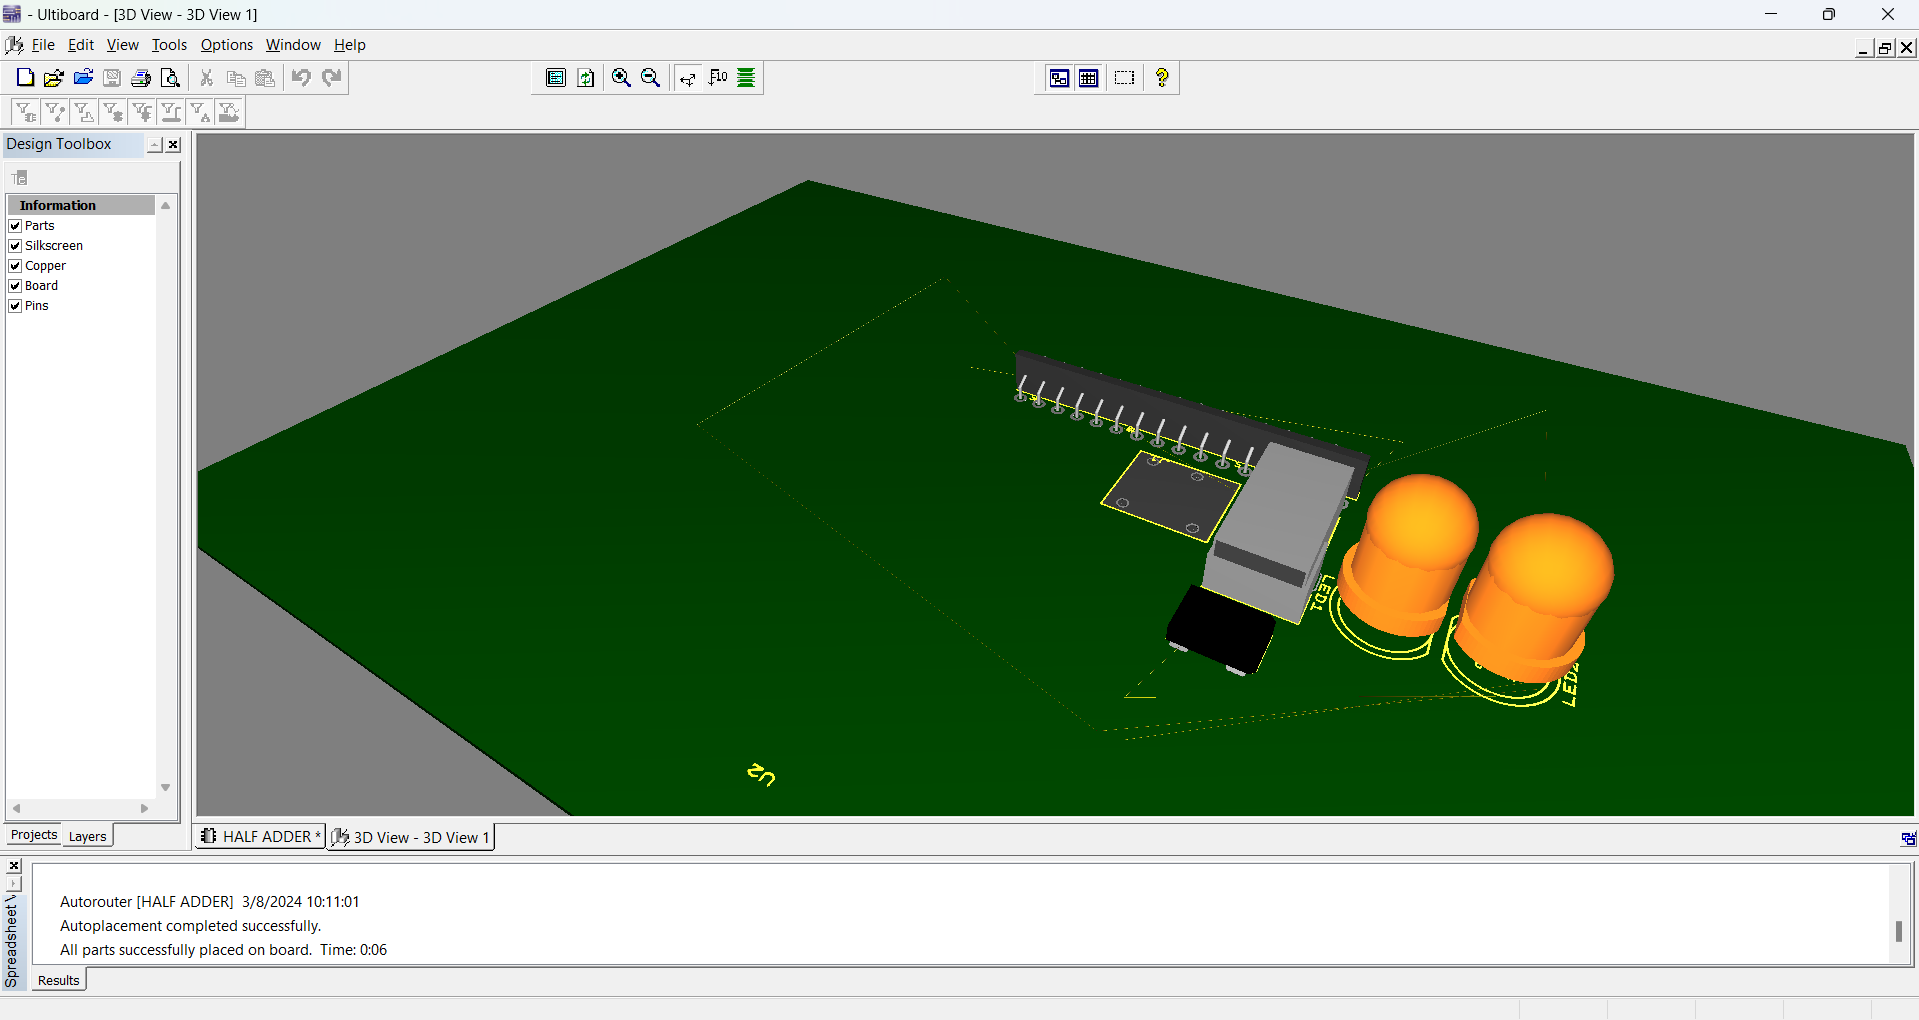 - Ultiboard - [3D View - 3D View 1]
File Edit View Tools Options Window Help
Design Toolbox
Information
Parts
Silkscreen
Copper
Board
Pins
LED1
LED2
U2
Projects Layers
HALF ADDER * 3D View - 3D View 1
Autorouter [HALF ADDER] 3/8/2024 10:11:01
Autoplacement completed successfully.
All parts successfully placed on board. Time: 0:06
Spreadsheet
Results